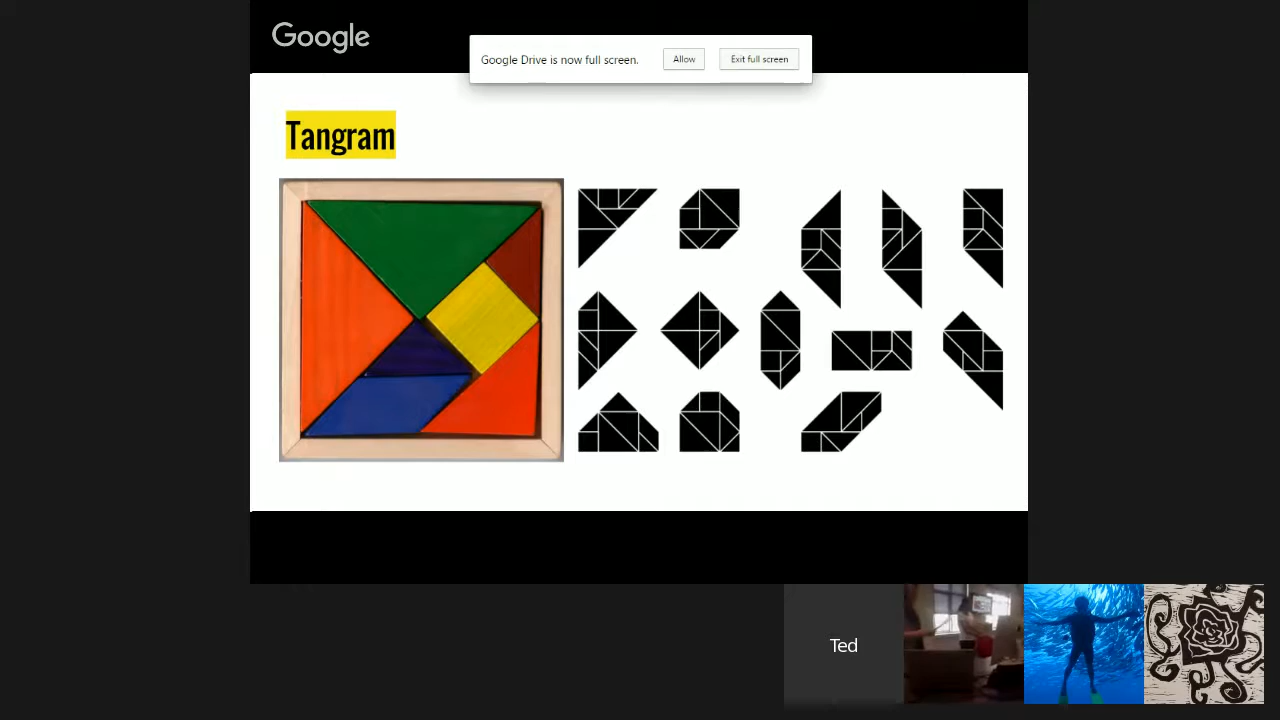 Google
Google Drive is now full screen.
Allow
Exit full screen
Tangram
Ted